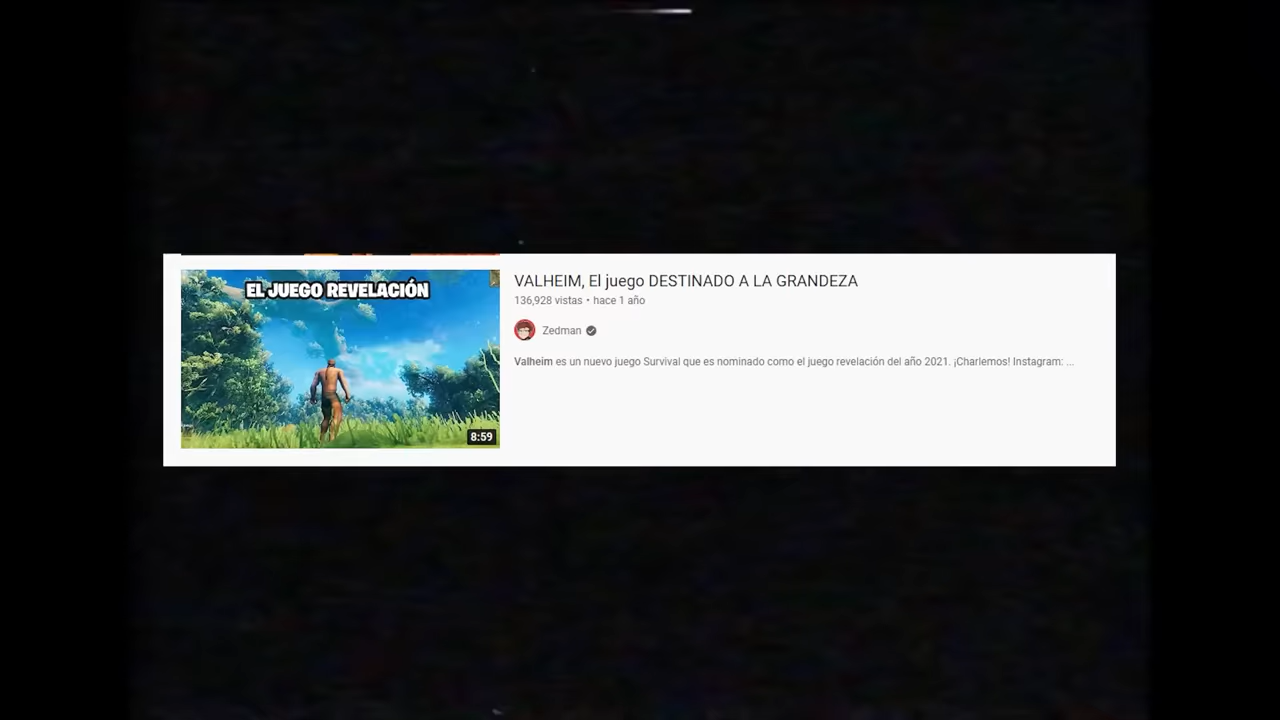 EL JUEGO REVELACIÓN
8:59
VALHEIM, El juego DESTINADO A LA GRANDEZA
136,928 vistas • hace 1 año
Zedman
Valheim es un nuevo juego Survival que es nominado como el juego revelación del año 2021. ¡Charlemos! Instagram: ...